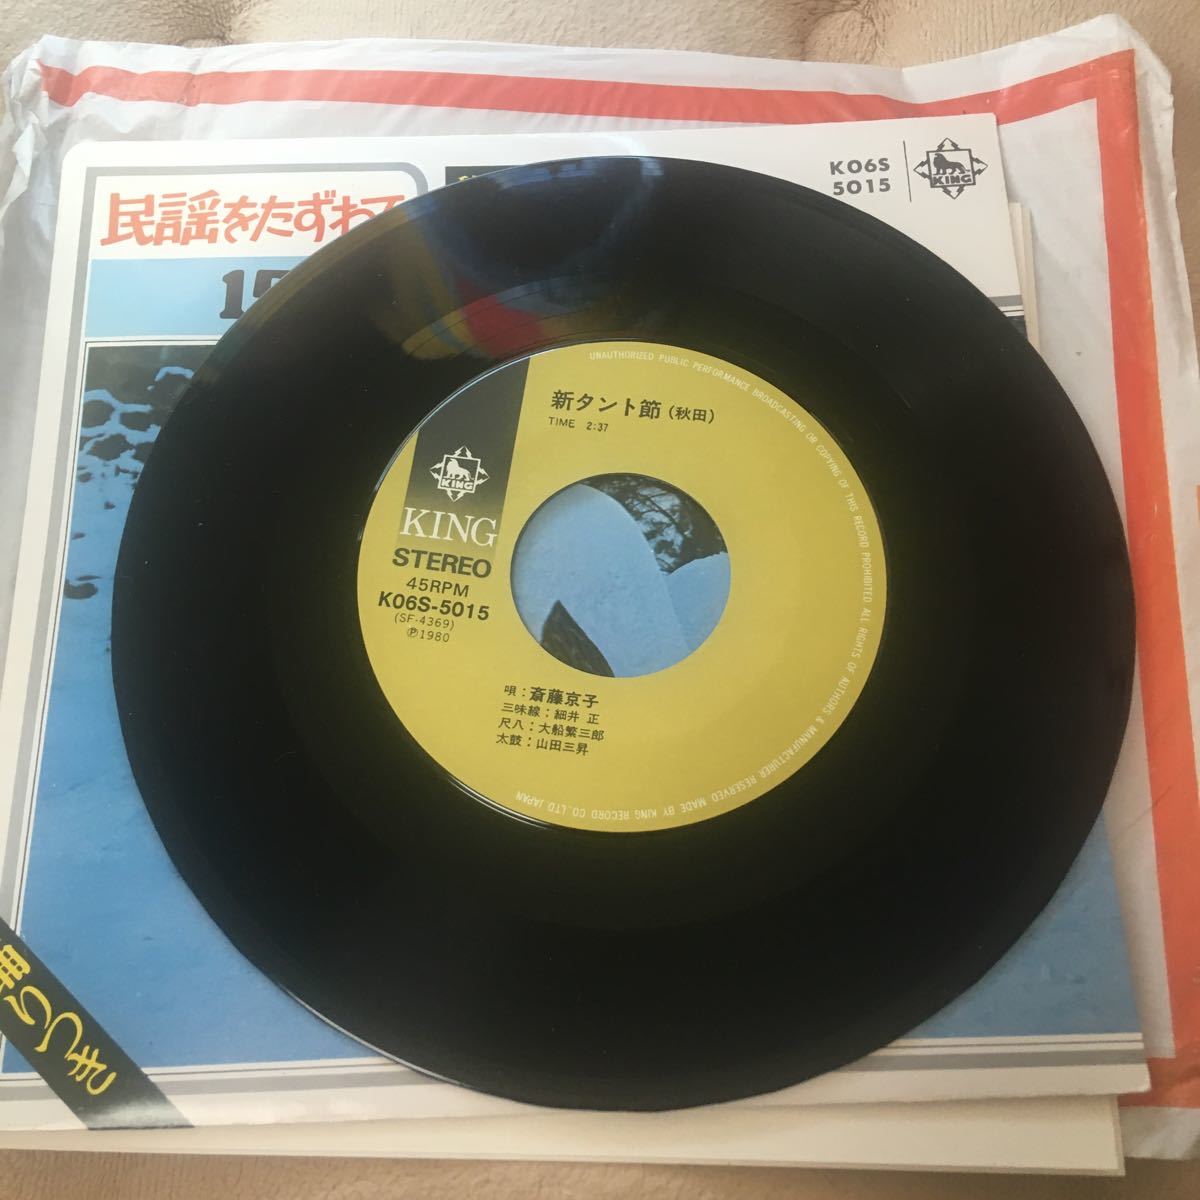 民謡をたずねて
15
K06S
5015
KING
新タント節(秋田)
TIME 2:37
KING
KING
STEREO
45RPM
K06S-5015
(SF-4369)
Ⓟ1980
唄:斎藤京子
三味線:細井 正
尺八:大船繁三郎
太鼓:山田三昇
UNAUTHORIZED PUBLIC PERFORMANCE BROADCASTING OR COPYING OF THIS RECORD PROHIBITED ALL RIGHTS OF AUTHORS & MANUFACTURER RESERVED. MADE BY KING RECORD CO., LTD. JAPAN